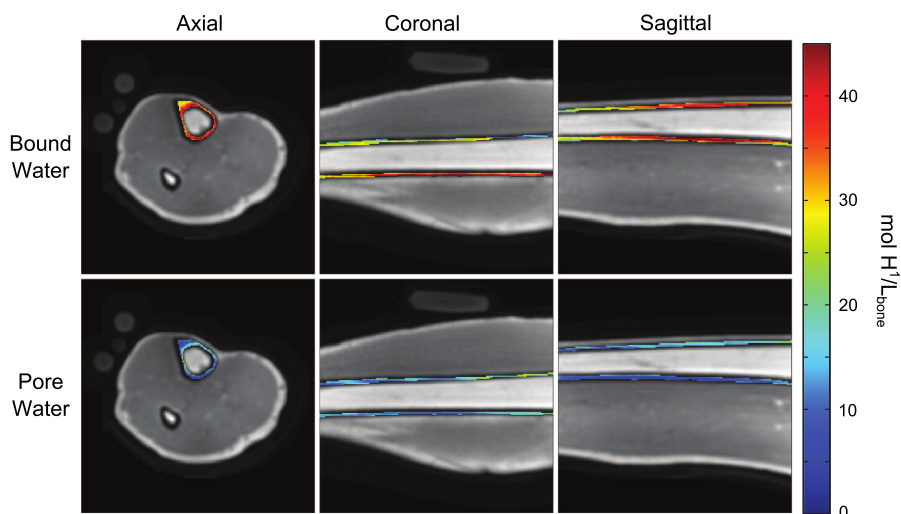 Axial
Coronal
Sagittal
Bound
Water
Pore
Water
40
30
20
10
0
mol H¹/L_bone